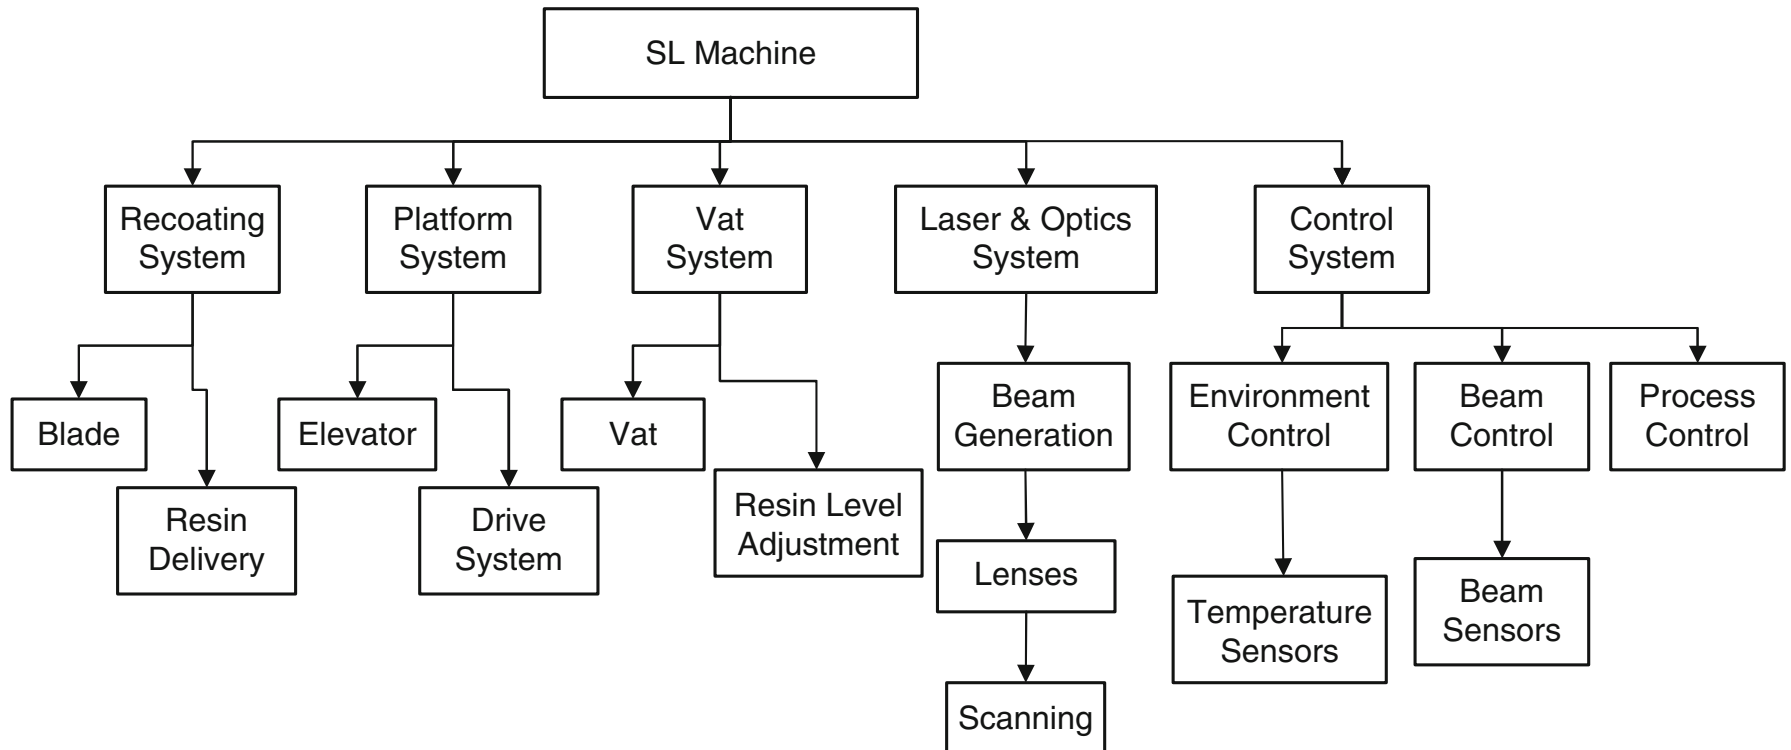 SL Machine
Recoating
System
Platform
System
Vat
System
Laser & Optics
System
Control
System
Blade
Resin
Delivery
Elevator
Drive
System
Vat
Resin Level
Adjustment
Beam
Generation
Lenses
Scanning
Environment
Control
Temperature
Sensors
Beam
Control
Beam
Sensors
Process
Control